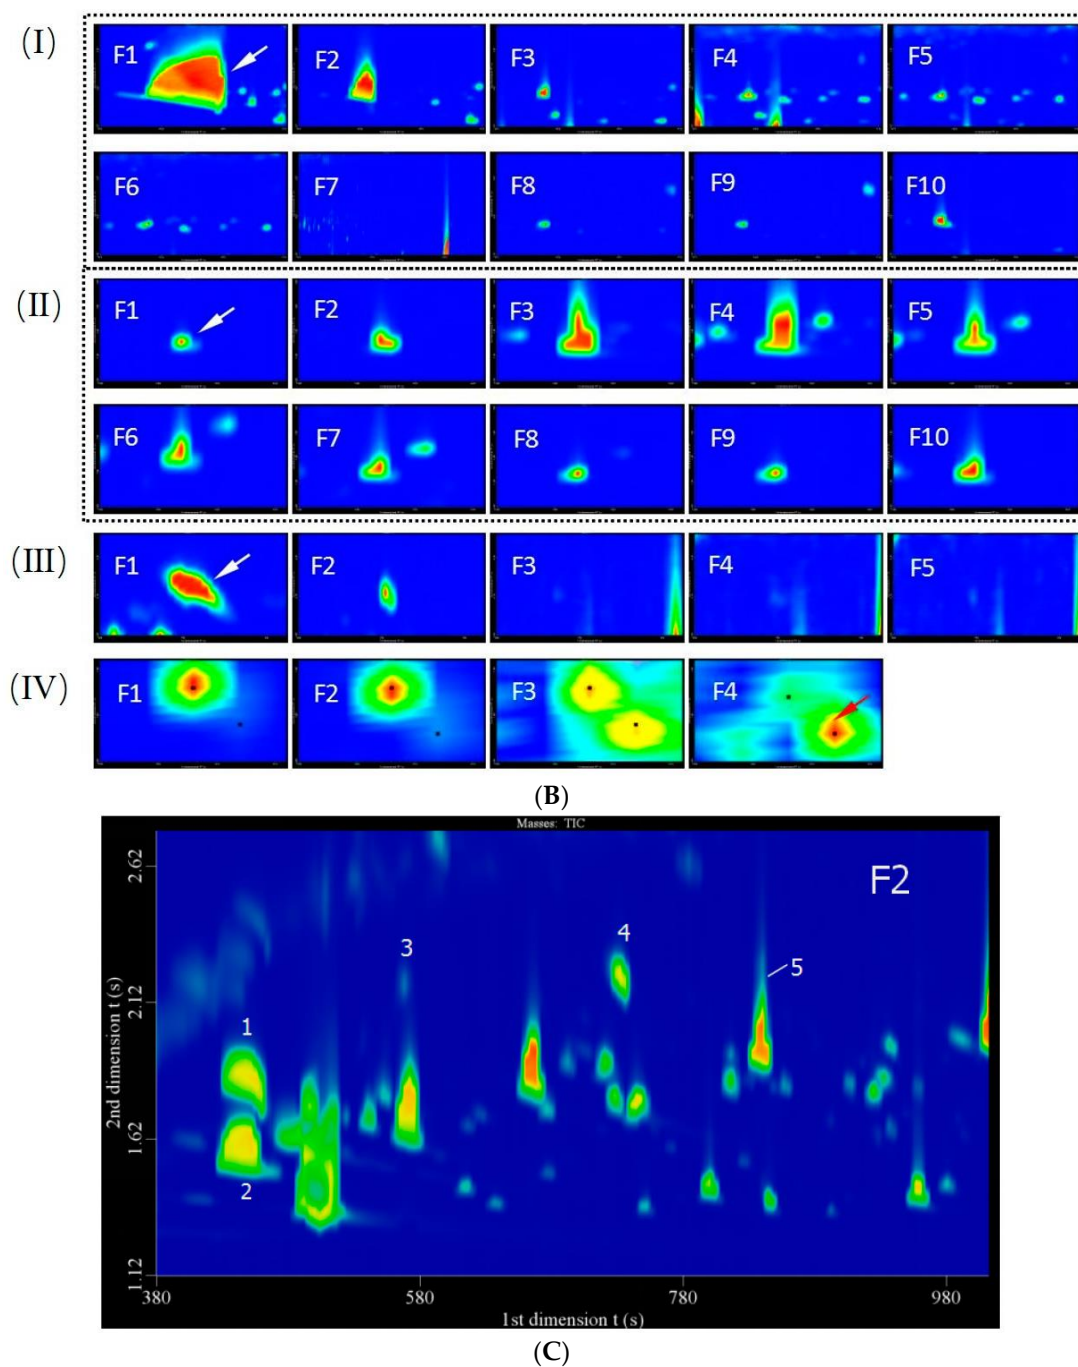 (I)
F1 F2 F3 F4 F5
F6 F7 F8 F9 F10
(II)
F1 F2 F3 F4 F5
F6 F7 F8 F9 F10
(III)
F1 F2 F3 F4 F5
(IV)
F1 F2 F3 F4
(B)
Masses: TIC
F2
2nd dimension t (s)
2.62
2.12
1.62
1.12
1
2
3
4
5
380 580 780 980
1st dimension t (s)
(C)